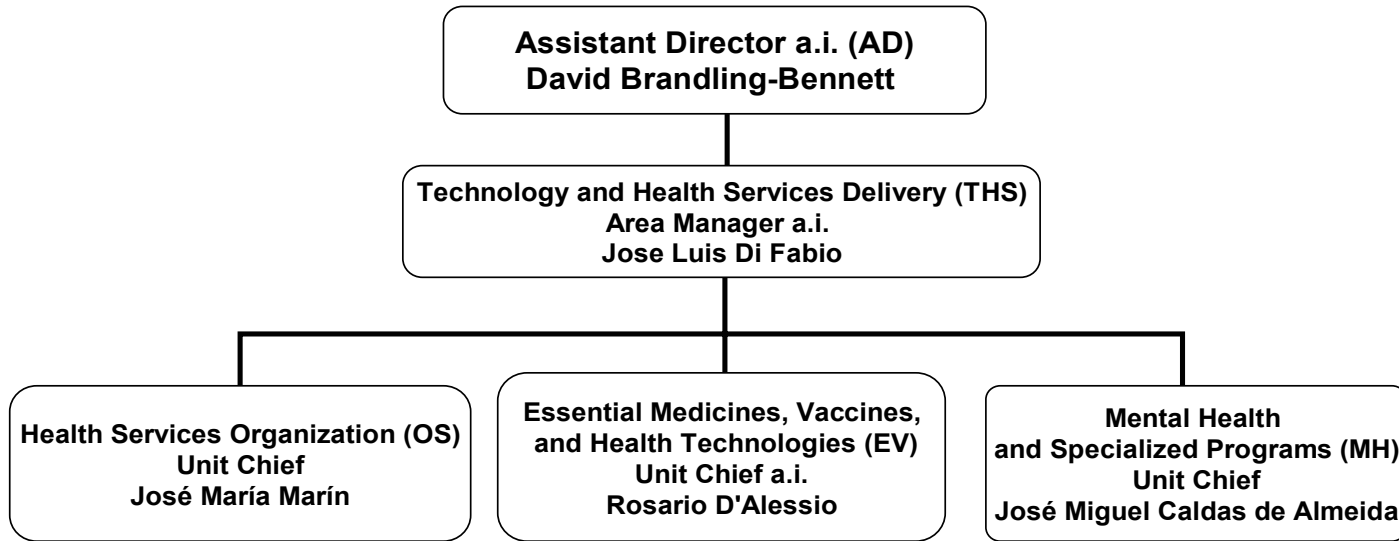 Assistant Director a.i. (AD)
David Brandling-Bennett
Technology and Health Services Delivery (THS)
Area Manager a.i.
Jose Luis Di Fabio
Health Services Organization (OS)
Unit Chief
José María Marín
Essential Medicines, Vaccines,
and Health Technologies (EV)
Unit Chief a.i.
Rosario D'Alessio
Mental Health
and Specialized Programs (MH)
Unit Chief
José Miguel Caldas de Almeida